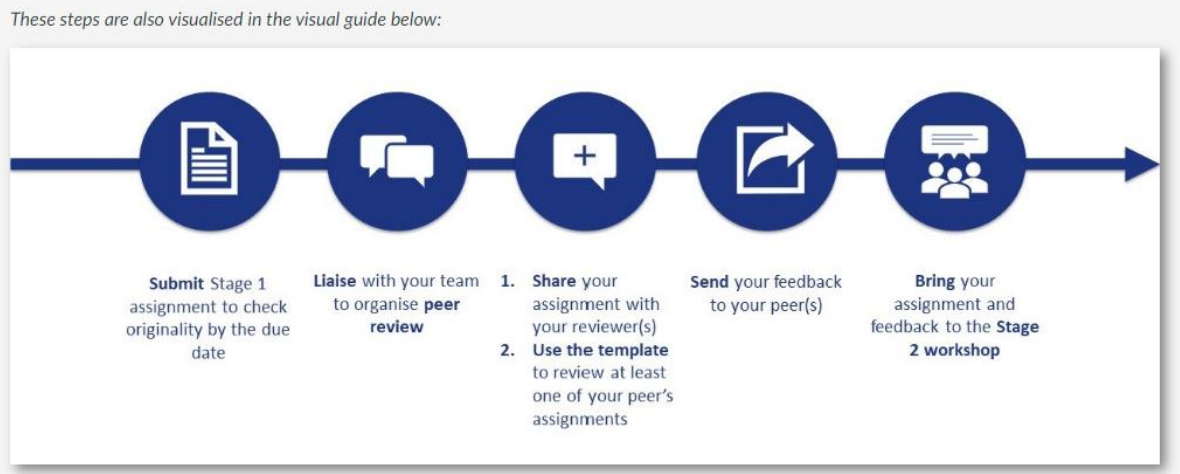 These steps are also visualised in the visual guide below:
Submit Stage 1
assignment to check
originality by the due
date
Liaise with your team
to organise peer
review
1. Share your
assignment with
your reviewer(s)
2. Use the template
to review at least
one of your peer's
assignments
Send your feedback
to your peer(s)
Bring your
assignment and
feedback to the Stage
2 workshop